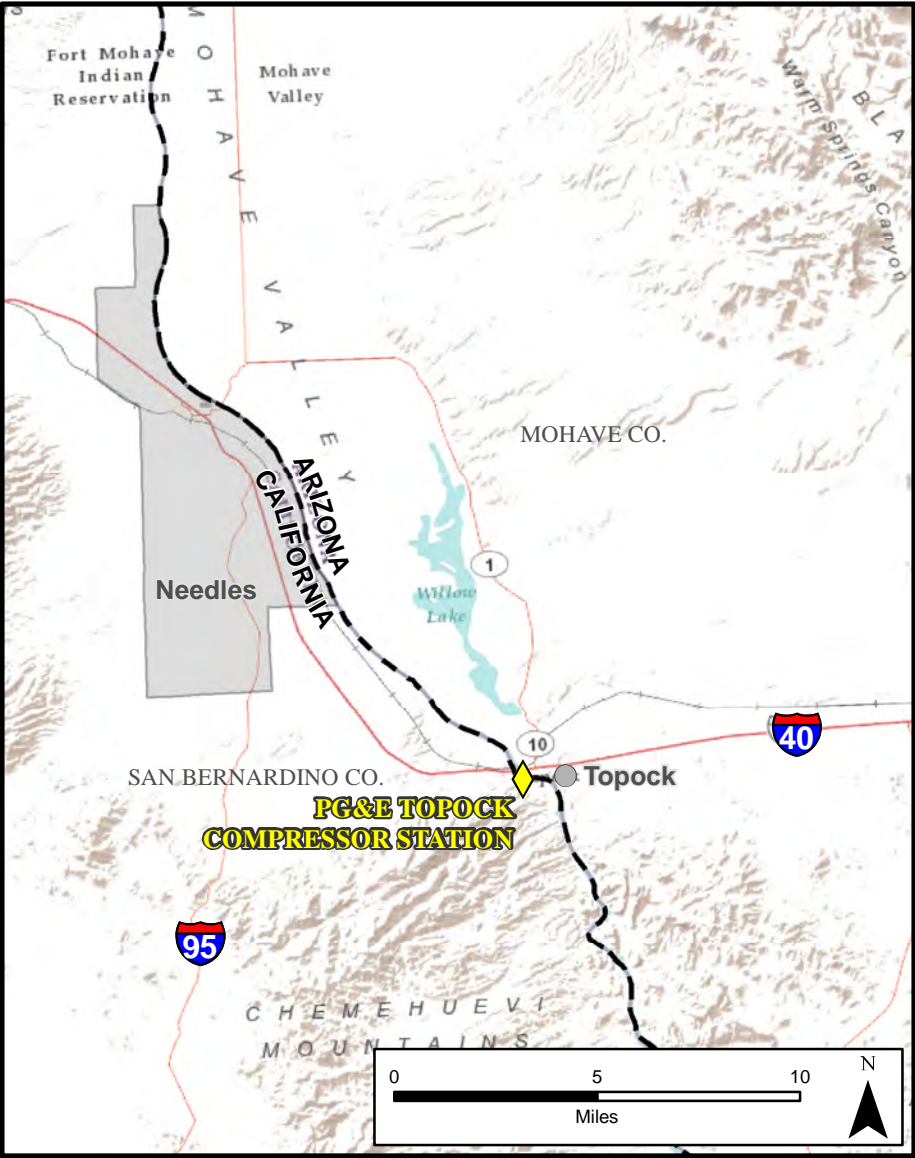 Fort Mohave
Indian
Reservation
Mohave
Valley
MOHAVE VALLEY
BLA
Warm Springs Canyon
MOHAVE CO.
ARIZONA
CALIFORNIA
1
Needles
Willow
Lake
10
40
SAN BERNARDINO CO.
Topock
PG&E TOPOCK
COMPRESSOR STATION
95
CHEMEHUEVI
MOUNTAINS
0 5 10
Miles
N